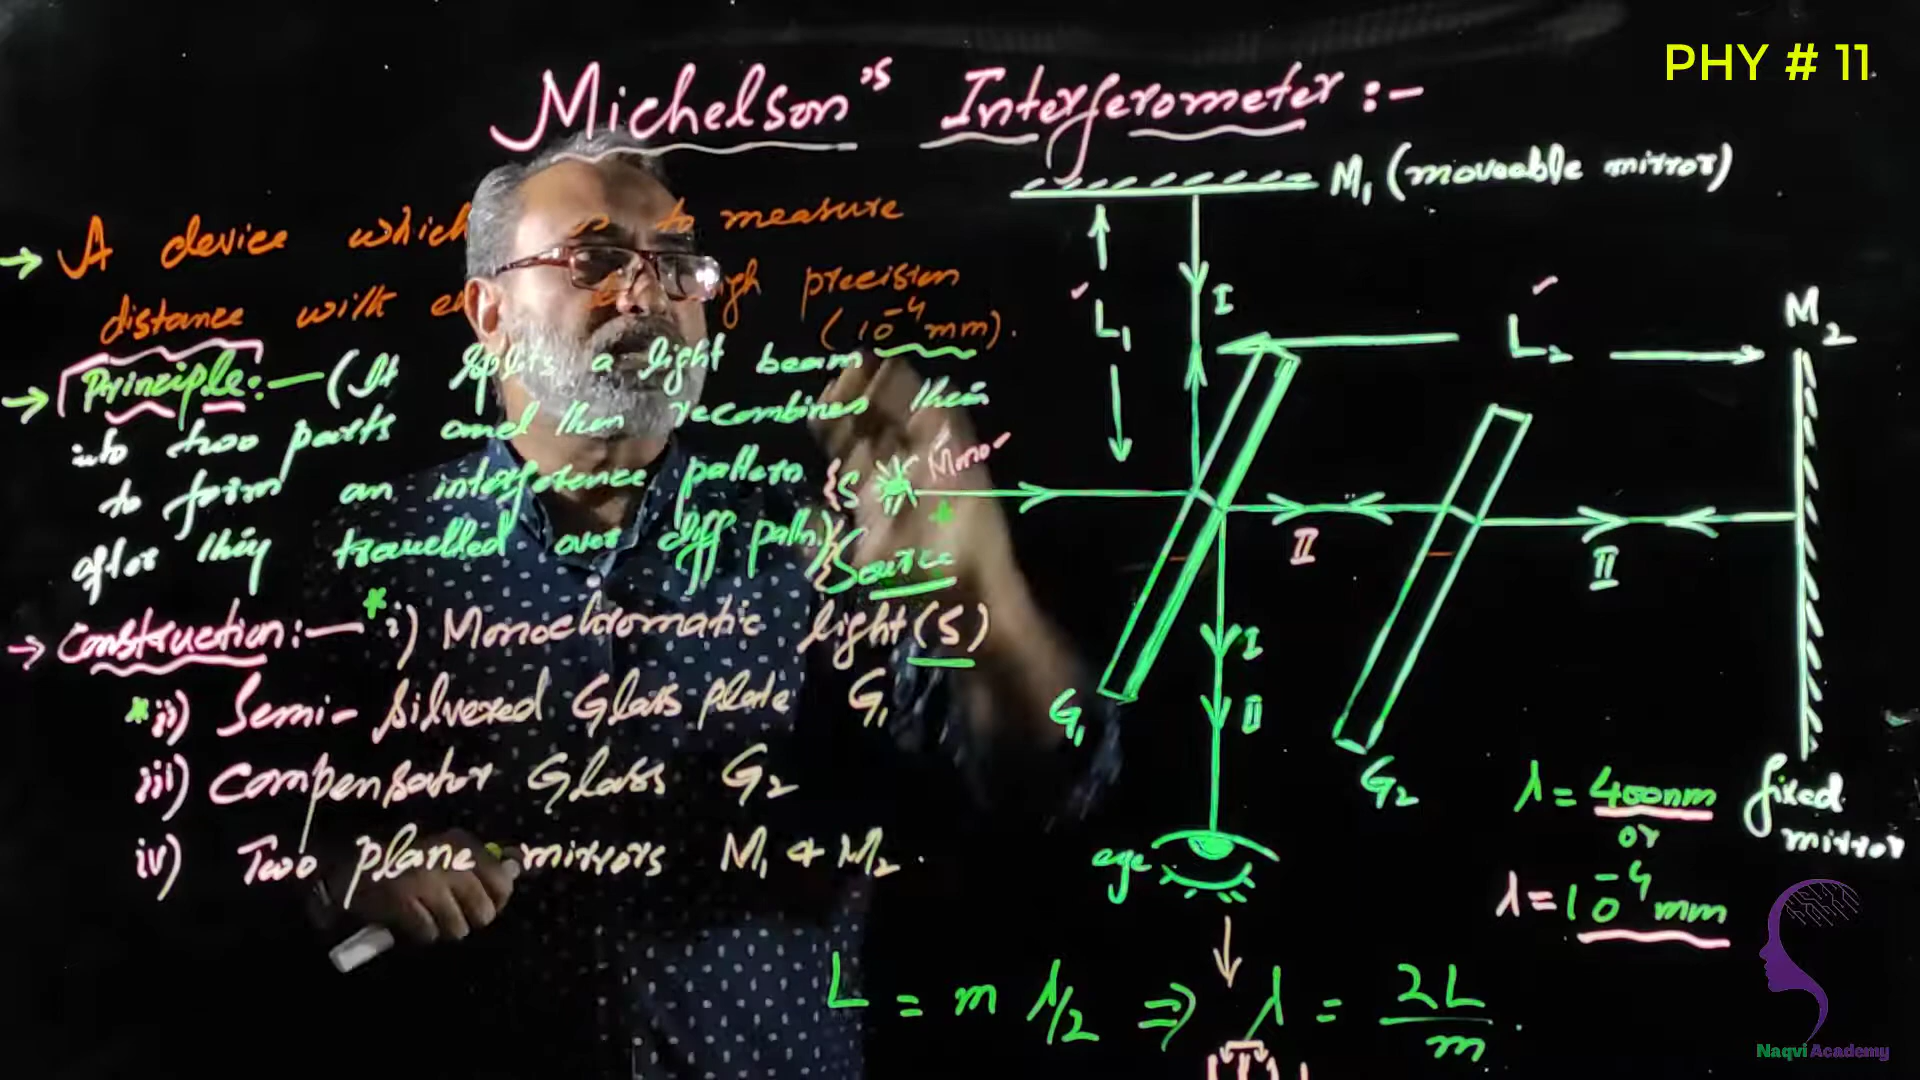 PHY # 11
Michelson's Interferometer :-
M₁ (moveable mirror)
→ A device which to measure
distance with high precision
(10⁻⁴ mm).
→ Principle:— (It splits a light beam
into two parts and then recombines them
to form an interference pattern
after they travelled over diff path.)
→ Construction:— * i) Monochromatic light (S)
* ii) Semi-Silvered Glass plate G₁
iii) Compensator Glass G₂
iv) Two plane mirrors M₁ & M₂.
L₁
I
L₂
M₂
S
Mono
Source
II
II
I
II
G₁
G₂
eye
fixed
mirror
λ = 400nm
or
λ = 10⁻⁴ mm
L = m λ/2 ⇒ λ = 2L/m.
Naqvi Academy